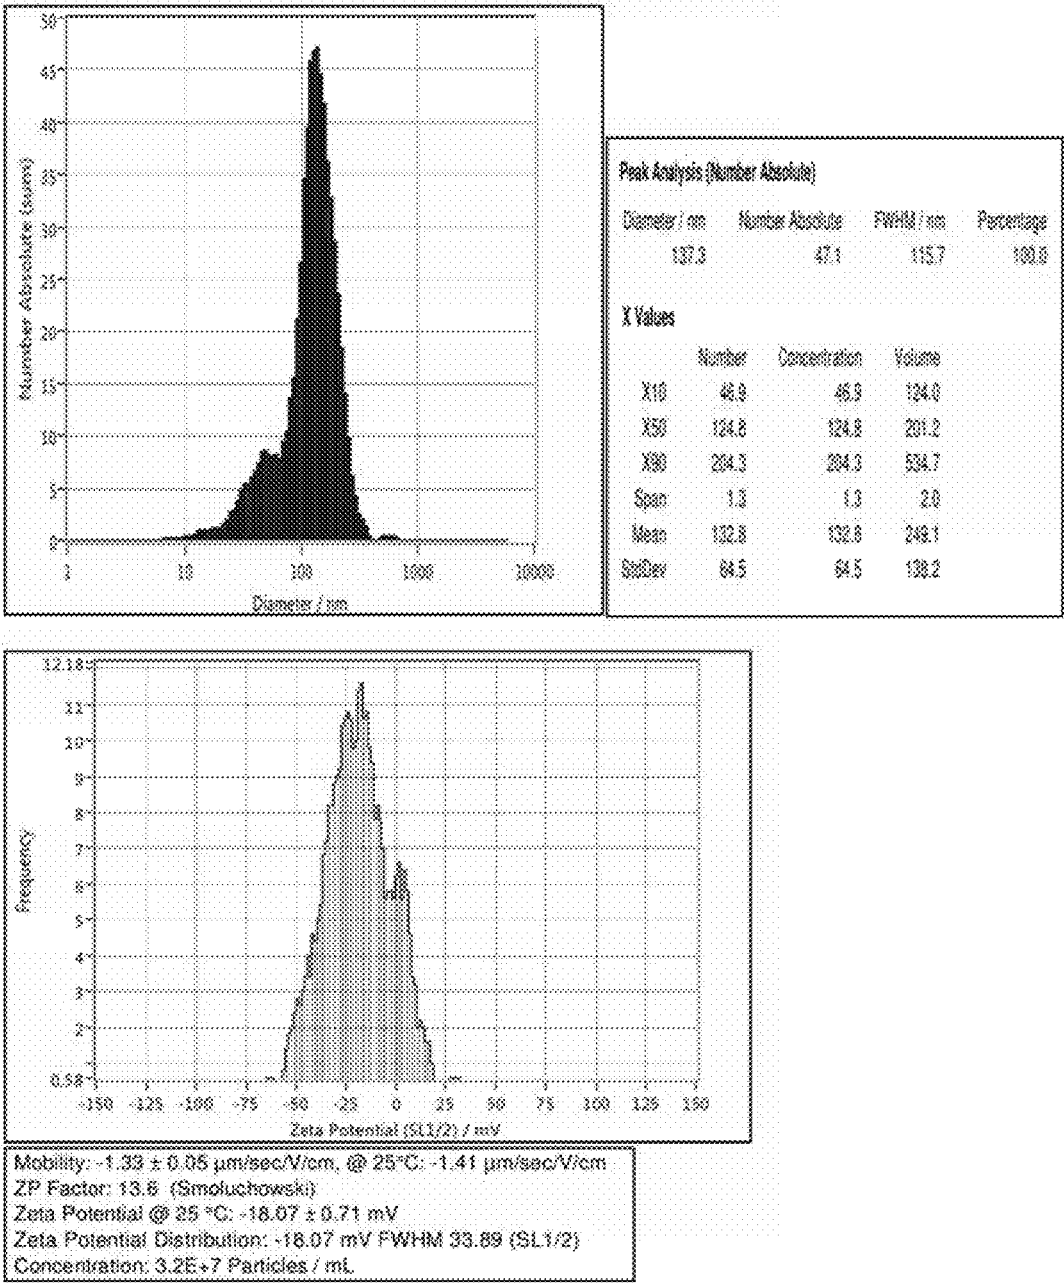 50
45
40
35
30
25
20
15
10
5
0
Number Absolute (sum)
1 10 100 1000 10000
Diameter / nm
Peak Analysis (Number Absolute)
Diameter / nm Number Absolute FWHM / nm Percentage
137.3 47.1 115.7 100.0
X Values
Number Concentration Volume
X10 46.9 46.9 124.0
X50 124.8 124.8 201.2
X90 204.3 204.3 534.7
Span 1.3 1.3 2.0
Mean 132.8 132.8 249.1
StdDev 64.5 64.5 138.2
12.18
11
10
9
8
7
6
5
4
3
2
0.58
Frequency
-150 -125 -100 -75 -50 -25 0 25 50 75 100 125 150
Zeta Potential (SL1/2) / mV
Mobility: -1.33 ± 0.05 µm/sec/V/cm, @ 25°C: -1.41 µm/sec/V/cm
ZP Factor: 13.6 (Smoluchowski)
Zeta Potential @ 25 °C: -18.07 ± 0.71 mV
Zeta Potential Distribution: -18.07 mV FWHM 33.89 (SL1/2)
Concentration: 3.2E+7 Particles / mL